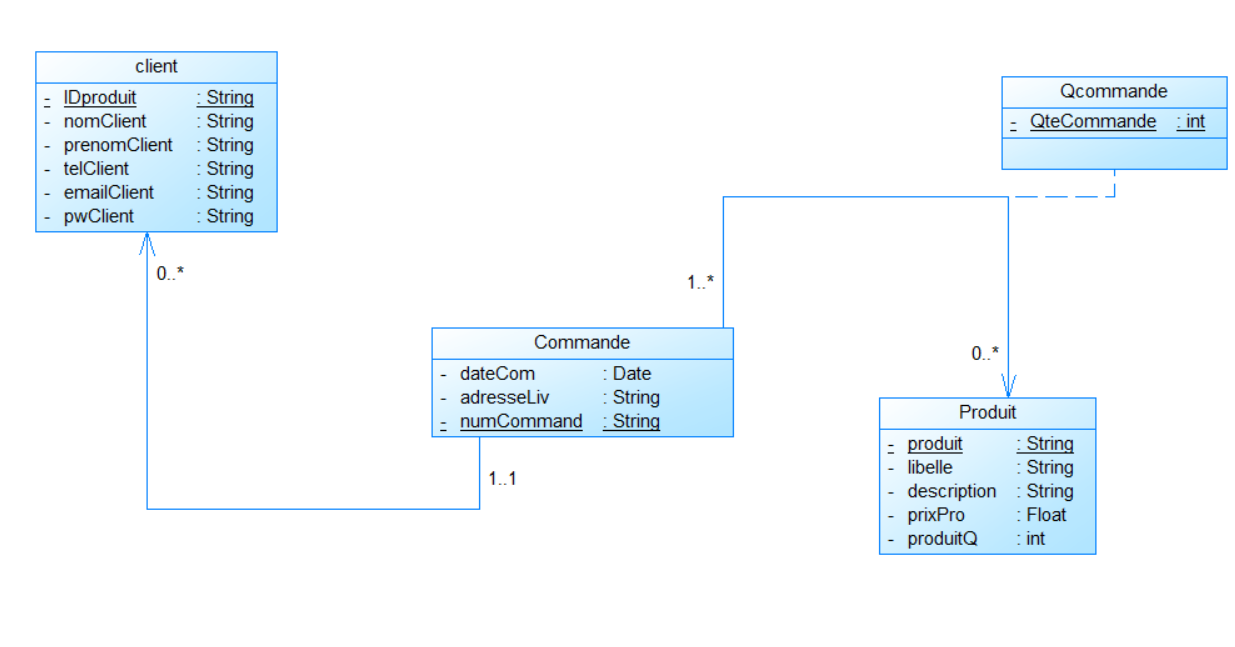 client
- IDproduit : String
- nomClient : String
- prenomClient : String
- telClient : String
- emailClient : String
- pwClient : String
0..*
Qcommande
- QteCommande : int
1..*
Commande
- dateCom : Date
- adresseLiv : String
- numCommand : String
1..1
0..*
Produit
- produit : String
- libelle : String
- description : String
- prixPro : Float
- produitQ : int